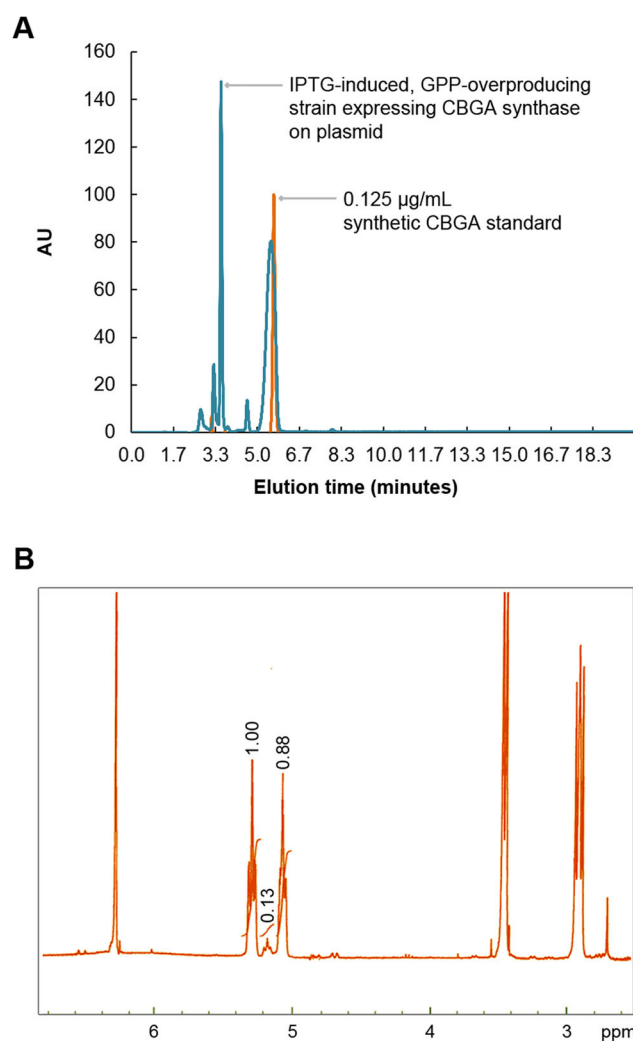 A
160
140
120
100
80
60
40
20
0
AU
IPTG-induced, GPP-overproducing
strain expressing CBGA synthase
on plasmid
0.125 µg/mL
synthetic CBGA standard
0.0 1.7 3.3 5.0 6.7 8.3 10.0 11.7 13.3 15.0 16.7 18.3
Elution time (minutes)
B
1.00
0.13
0.88
6 5 4 3 ppm